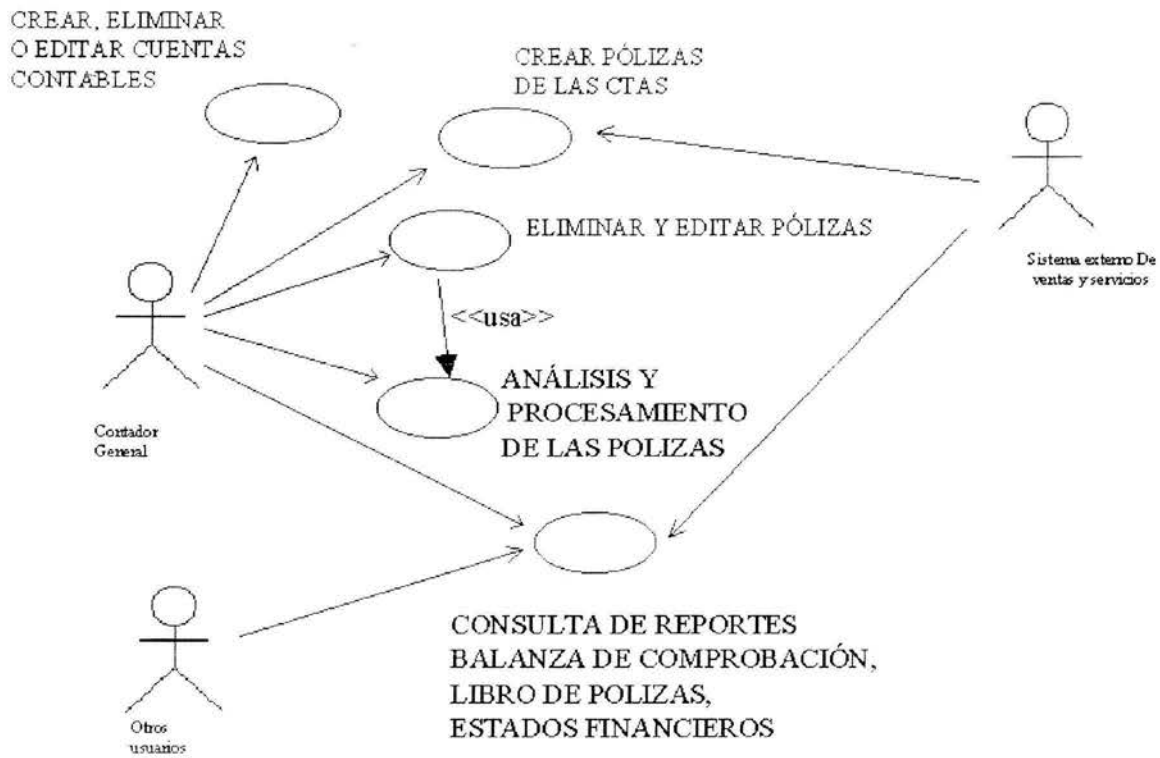 CREAR, ELIMINAR
O EDITAR CUENTAS
CONTABLES
CREAR PÓLIZAS
DE LAS CTAS
ELIMINAR Y EDITAR PÓLIZAS
Sistema externo De
ventas y servicios
<<usa>>
ANÁLISIS Y
PROCESAMIENTO
DE LAS POLIZAS
Contador
General
CONSULTA DE REPORTES
BALANZA DE COMPROBACIÓN,
LIBRO DE POLIZAS,
ESTADOS FINANCIEROS
Otros
usuarios